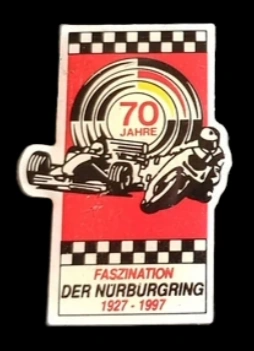 70
JAHRE
FASZINATION
DER NÜRBURGRING
1927 - 1997